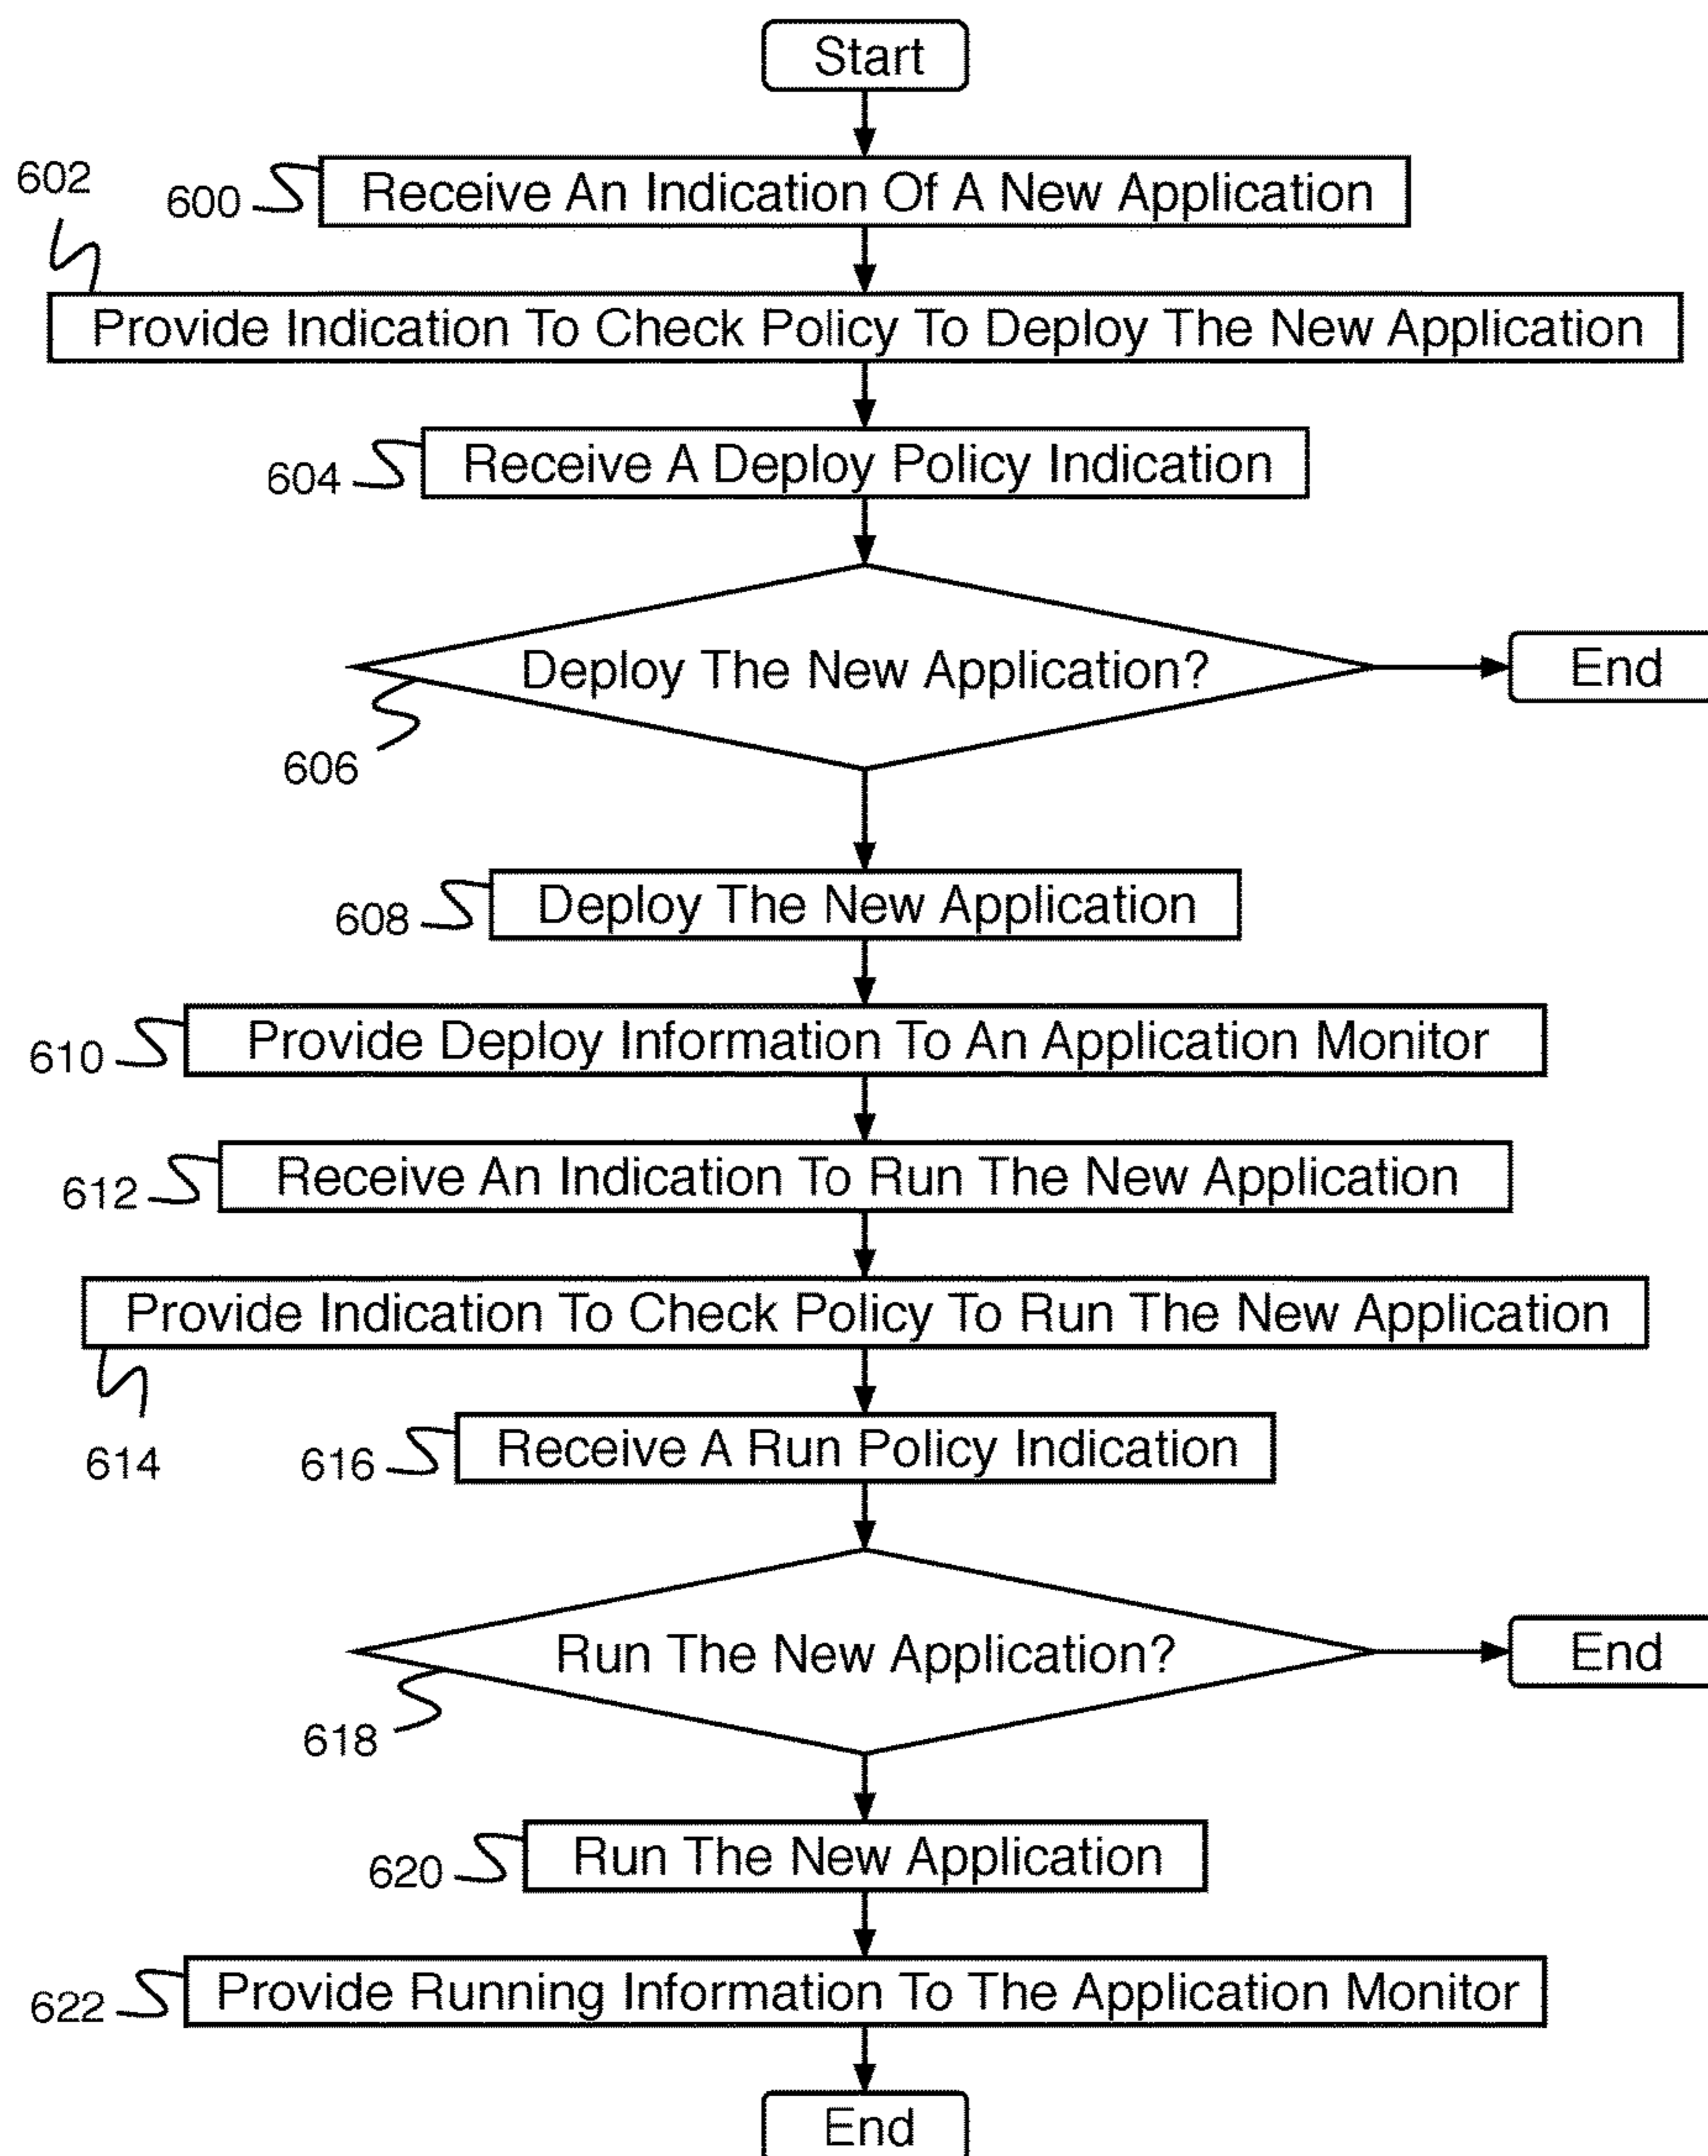 Start
602
600
Receive An Indication Of A New Application
Provide Indication To Check Policy To Deploy The New Application
604
Receive A Deploy Policy Indication
Deploy The New Application?
End
606
608
Deploy The New Application
610
Provide Deploy Information To An Application Monitor
612
Receive An Indication To Run The New Application
Provide Indication To Check Policy To Run The New Application
614
616
Receive A Run Policy Indication
Run The New Application?
End
618
620
Run The New Application
622
Provide Running Information To The Application Monitor
End